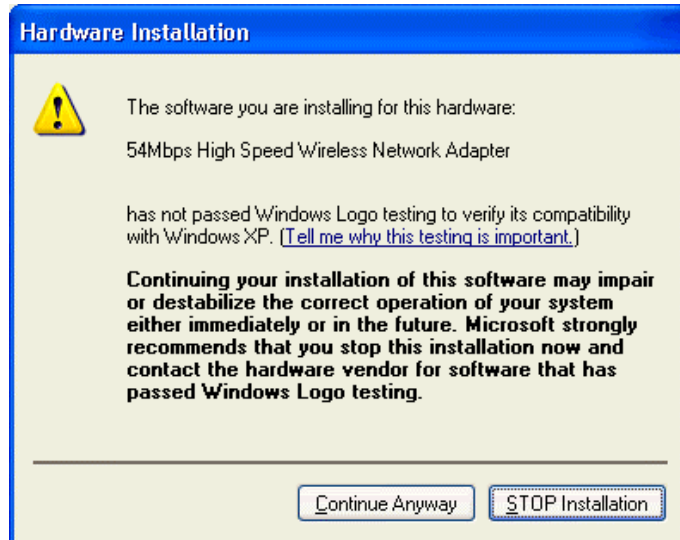 Hardware Installation
The software you are installing for this hardware:
54Mbps High Speed Wireless Network Adapter
has not passed Windows Logo testing to verify its compatibility
with Windows XP. (Tell me why this testing is important.)
Continuing your installation of this software may impair
or destabilize the correct operation of your system
either immediately or in the future. Microsoft strongly
recommends that you stop this installation now and
contact the hardware vendor for software that has
passed Windows Logo testing.
Continue Anyway
STOP Installation